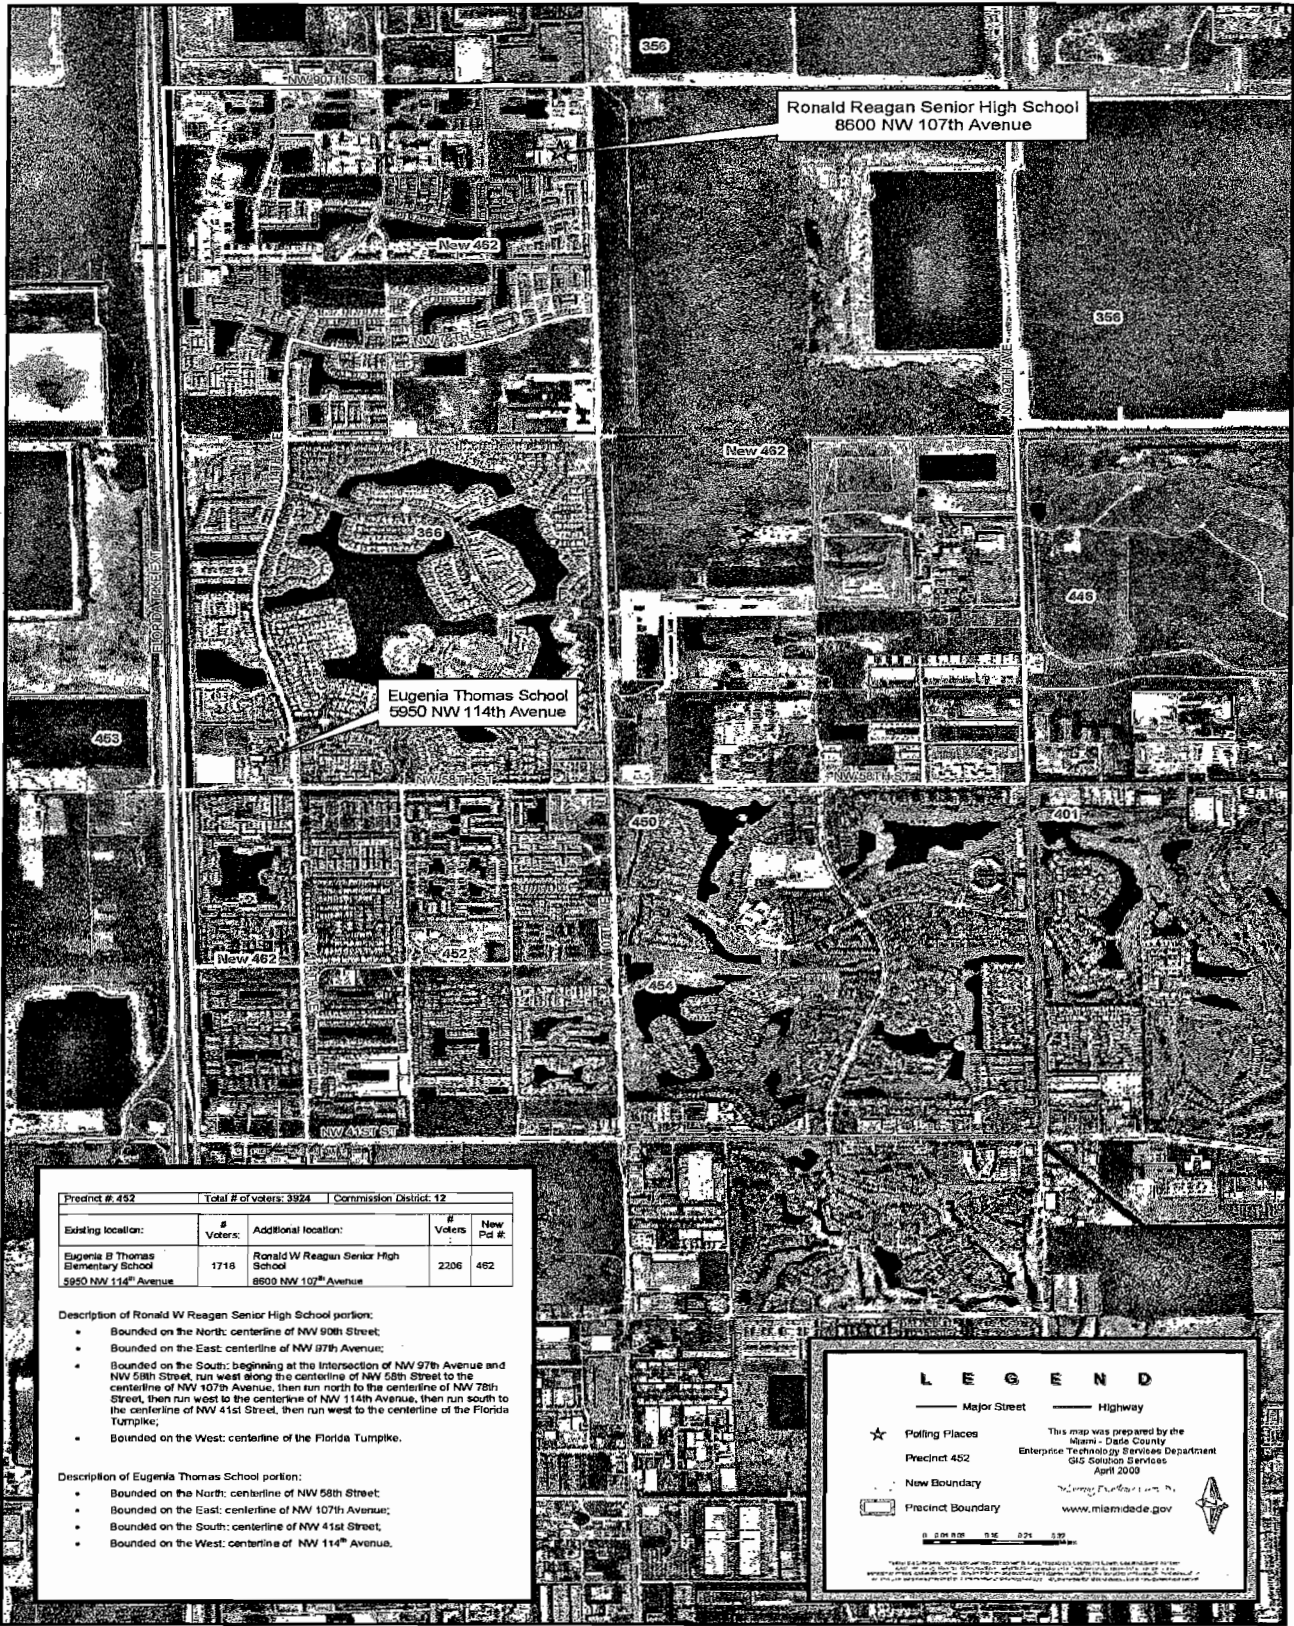 356
NW 90TH ST
Ronald Reagan Senior High School
8600 NW 107th Avenue
New 462
356
New 462
366
446
Eugenia Thomas School
5950 NW 114th Avenue
453
NW 58TH ST
NW 58TH ST
450
401
New 462
452
454
NW 41ST ST
Precinct #: 452 Total # of voters: 3924 Commission District: 12
Existing location: # Voters: Additional location: # Voters : New Pct #:
Eugenia B Thomas Elementary School 1718 Ronald W Reagan Senior High School 2206 462
5950 NW 114th Avenue 8600 NW 107th Avenue
Description of Ronald W Reagan Senior High School portion:
• Bounded on the North: centerline of NW 90th Street;
• Bounded on the East: centerline of NW 97th Avenue;
• Bounded on the South: beginning at the intersection of NW 97th Avenue and
NW 58th Street, run west along the centerline of NW 58th Street to the
centerline of NW 107th Avenue, then run north to the centerline of NW 78th
Street, then run west to the centerline of NW 114th Avenue, then run south to
the centerline of NW 41st Street, then run west to the centerline of the Florida
Turnpike;
• Bounded on the West: centerline of the Florida Turnpike.
Description of Eugenia Thomas School portion:
• Bounded on the North: centerline of NW 58th Street;
• Bounded on the East: centerline of NW 107th Avenue;
• Bounded on the South: centerline of NW 41st Street;
• Bounded on the West: centerline of NW 114th Avenue.
LEGEND
Major Street Highway
Polling Places
Precinct 452
New Boundary
Precinct Boundary
This map was prepared by the
Miami - Dade County
Enterprise Technology Services Department
GIS Solution Services
April 2008
www.miamidade.gov